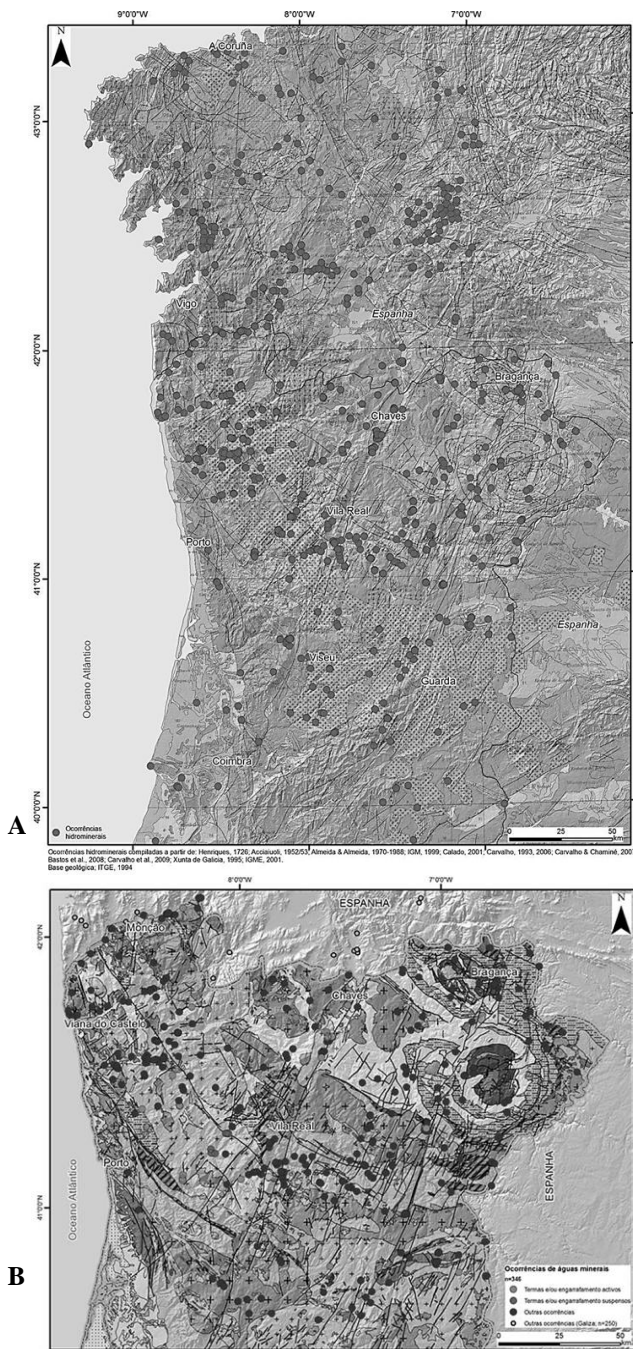 9°0'0"W 8°0'0"W 7°0'0"W
N
A Coruña
43°0'0"N
Vigo
Espanha
42°0'0"N
Bragança
Chaves
Vila Real
Porto
41°0'0"N
Espanha
Viseu
Guarda
Oceano Atlântico
Coimbra
40°0'0"N
A
Ocorrências
hidrominerais
0 25 50
km
Ocorrências hidrominerais compiladas a partir de: Henriques, 1726; Acciaiuoli, 1952/53; Almeida & Almeida, 1970-1988; IGM, 1999; Calado, 2001; Carvalho, 1993, 2006; Carvalho & Chaminé, 200
Bastos et al., 2008; Carvalho et al., 2009; Xunta de Galicia, 1995; IGME, 2001.
Base geológica: ITGE, 1994
8°0'0"W 7°0'0"W
ESPANHA
N
42°0'0"N
Monção
Bragança
Chaves
Viana do Castelo
Vila Real
Porto
ESPANHA
Oceano Atlântico
41°0'0"N
B
Ocorrências de águas minerais
n=346
Termas e/ou engarrafamento activos
Termas e/ou engarrafamento suspensos
Outras ocorrências
Outras ocorrências (Galiza; n=250)
0 25 50
km